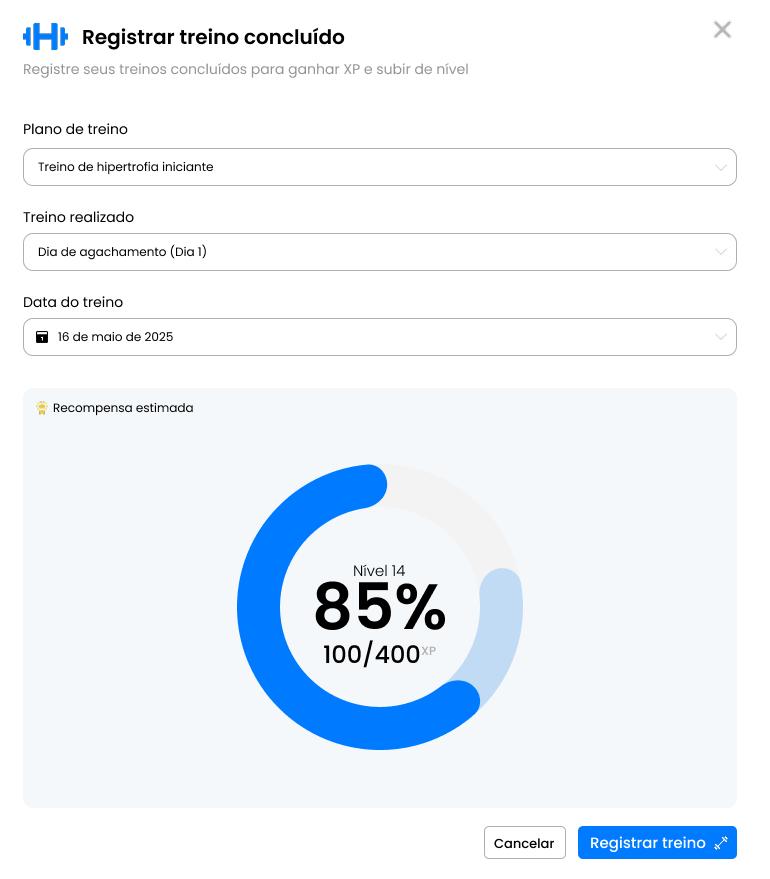 Registrar treino concluído
Registre seus treinos concluídos para ganhar XP e subir de nível
Plano de treino
Treino de hipertrofia iniciante
Treino realizado
Dia de agachamento (Dia 1)
Data do treino
16 de maio de 2025
Recompensa estimada
Nível 14
85%
100/400 XP
Cancelar
Registrar treino